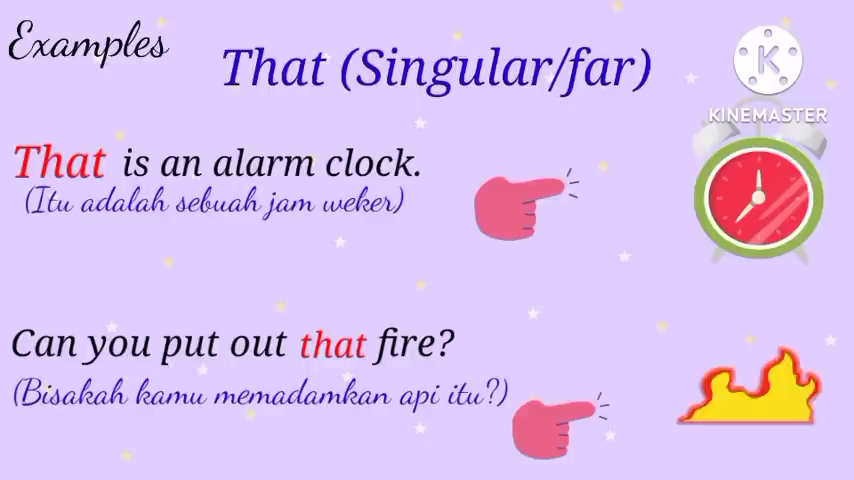 Examples
That (Singular/far)
KINEMASTER
That is an alarm clock.
(Itu adalah sebuah jam weker)
Can you put out that fire?
(Bisakah kamu memadamkan api itu?)